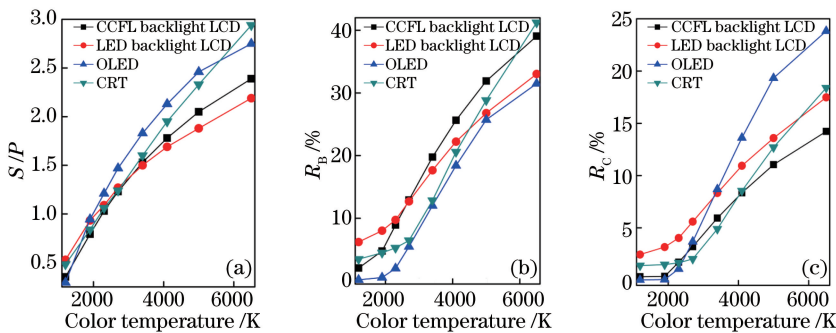 3.0
2.5
2.0
1.5
1.0
0.5
S/P
CCFL backlight LCD
LED backlight LCD
OLED
CRT
(a)
2000 4000 6000
Color temperature /K
40
30
20
10
0
R_B/%
CCFL backlight LCD
LED backlight LCD
OLED
CRT
(b)
2000 4000 6000
Color temperature /K
25
20
15
10
5
0
R_C/%
CCFL backlight LCD
LED backlight LCD
OLED
CRT
(c)
2000 4000 6000
Color temperature /K